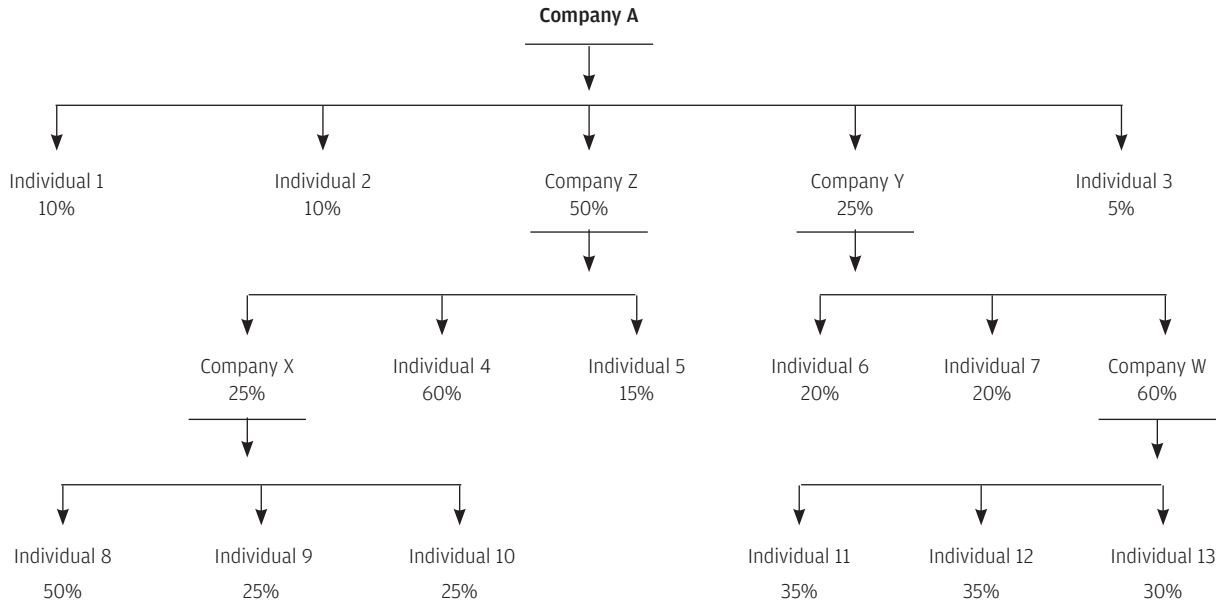 Company A
Individual 1
Individual 2
Company Z
Company Y
Individual 3
10%
10%
50%
25%
5%
Company X
Individual 4
Individual 5
Individual 6
Individual 7
Company W
25%
60%
15%
20%
20%
60%
Individual 8
Individual 9
Individual 10
Individual 11
Individual 12
Individual 13
50%
25%
25%
35%
35%
30%